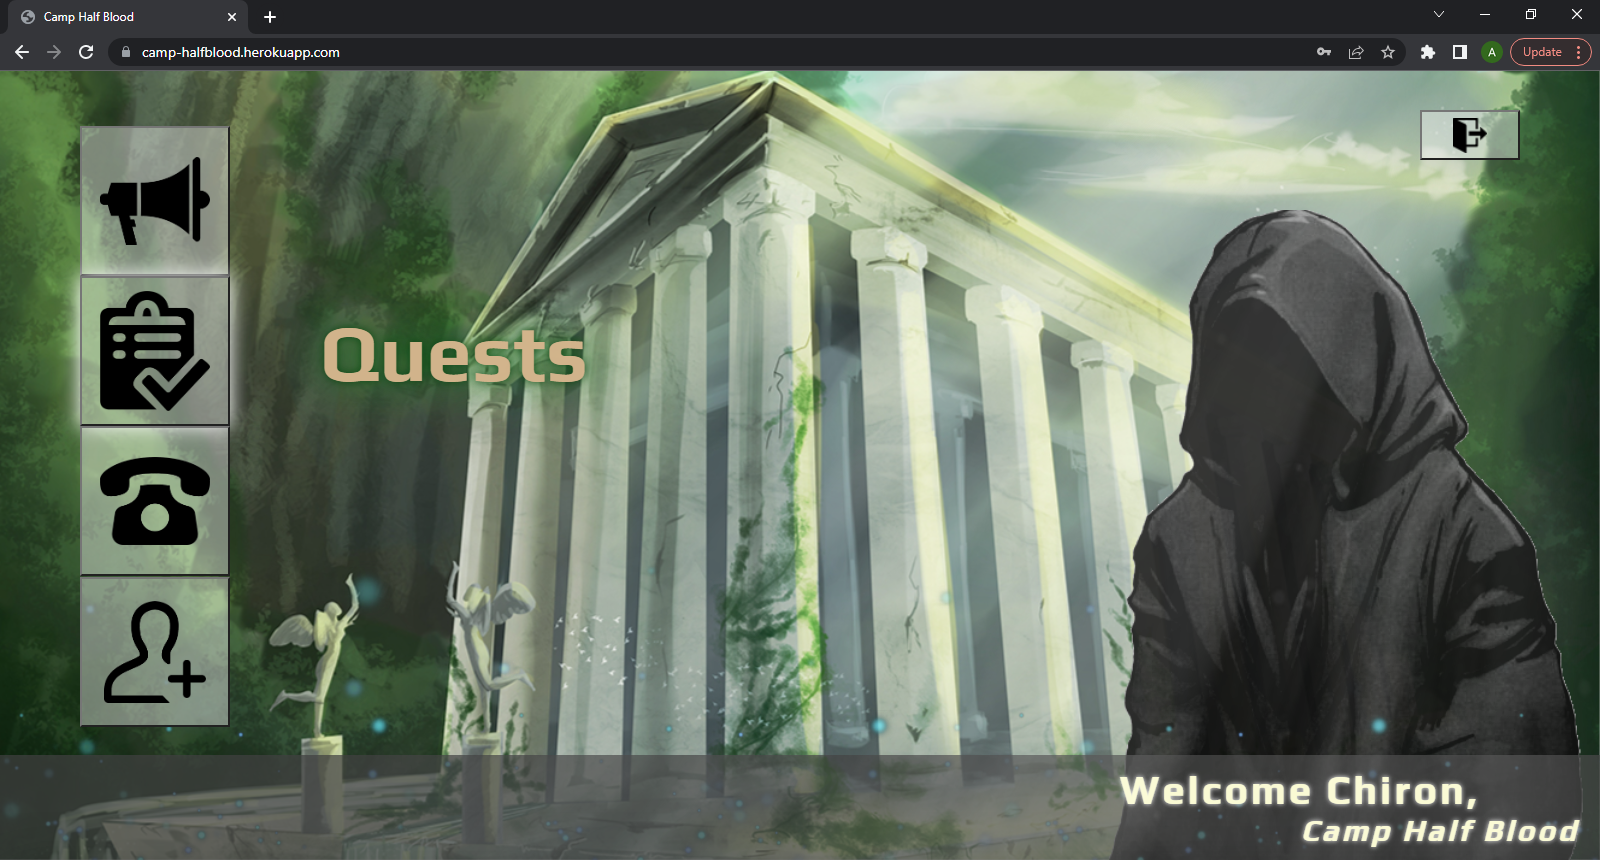 Camp Half Blood
camp-halfblood.herokuapp.com
A
Update
Quests
Welcome Chiron,
Camp Half Blood